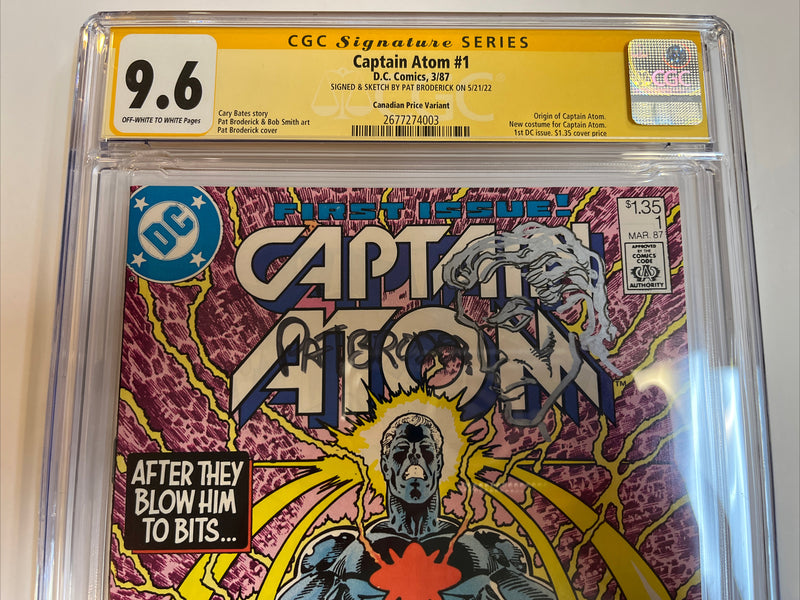 CGC Signature SERIES
9.6
OFF-WHITE TO WHITE Pages
Cary Bates story
Pat Broderick & Bob Smith art
Pat Broderick cover
Captain Atom #1
D.C. Comics, 3/87
SIGNED & SKETCH BY PAT BRODERICK ON 5/21/22
Canadian Price Variant
2677274003
Origin of Captain Atom.
New costume for Captain Atom.
1st DC issue. $1.35 cover price
CGC
DC
FIRST ISSUE!
CAPTAIN
ATOM
TM
PAT BRODERICK
$1.35
1
MAR. 87
APPROVED
BY THE
COMICS
CODE
AUTHORITY
AFTER THEY
BLOW HIM
TO BITS...